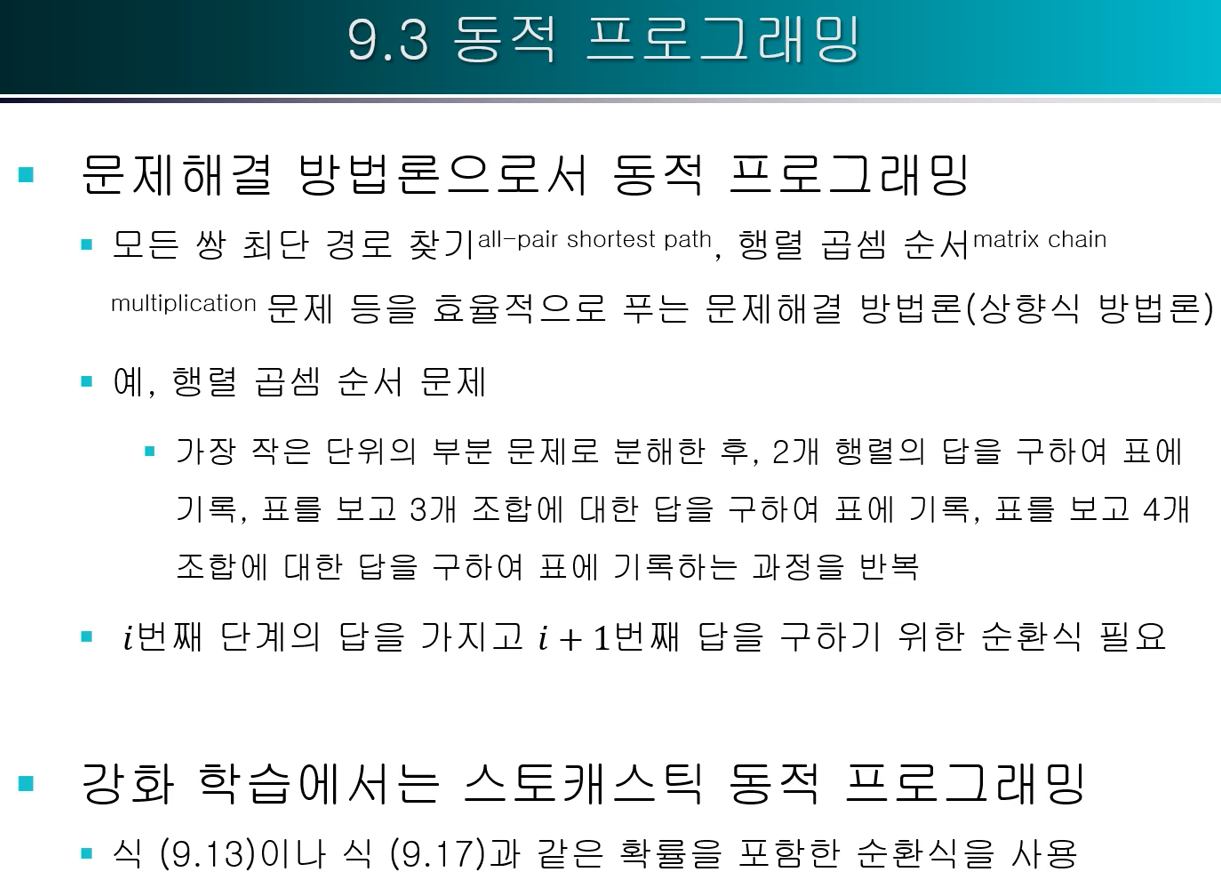 9.3 동적 프로그래밍
▪ 문제해결 방법론으로서 동적 프로그래밍
▪ 모든 쌍 최단 경로 찾기all-pair shortest path, 행렬 곱셈 순서matrix chain
multiplication 문제 등을 효율적으로 푸는 문제해결 방법론(상향식 방법론)
▪ 예, 행렬 곱셈 순서 문제
▪ 가장 작은 단위의 부분 문제로 분해한 후, 2개 행렬의 답을 구하여 표에
기록, 표를 보고 3개 조합에 대한 답을 구하여 표에 기록, 표를 보고 4개
조합에 대한 답을 구하여 표에 기록하는 과정을 반복
▪ i번째 단계의 답을 가지고 i + 1번째 답을 구하기 위한 순환식 필요
▪ 강화 학습에서는 스토캐스틱 동적 프로그래밍
▪ 식 (9.13)이나 식 (9.17)과 같은 확률을 포함한 순환식을 사용